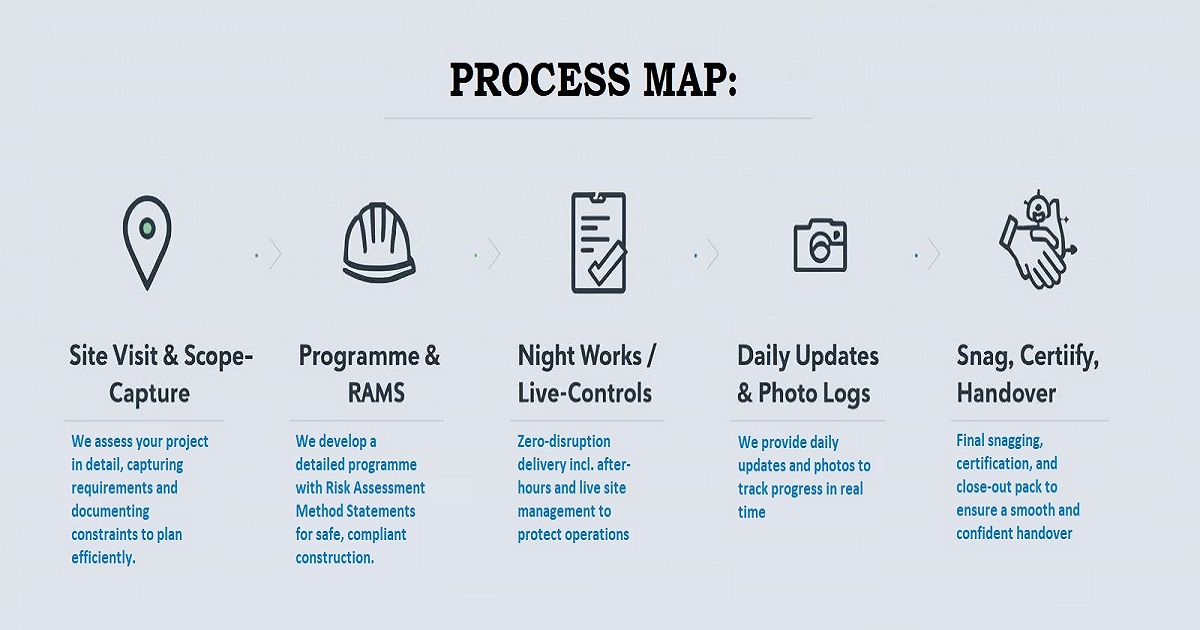 PROCESS MAP:
Site Visit & Scope-
Capture
We assess your project
in detail, capturing
requirements and
documenting
constraints to plan
efficiently.
Programme &
RAMS
We develop a
detailed programme
with Risk Assessment
Method Statements
for safe, compliant
construction.
Night Works /
Live-Controls
Zero-disruption
delivery incl. after-
hours and live site
management to
protect operations
Daily Updates
& Photo Logs
We provide daily
updates and photos to
track progress in real
time
Snag, Certiify,
Handover
Final snagging,
certification, and
close-out pack to
ensure a smooth and
confident handover